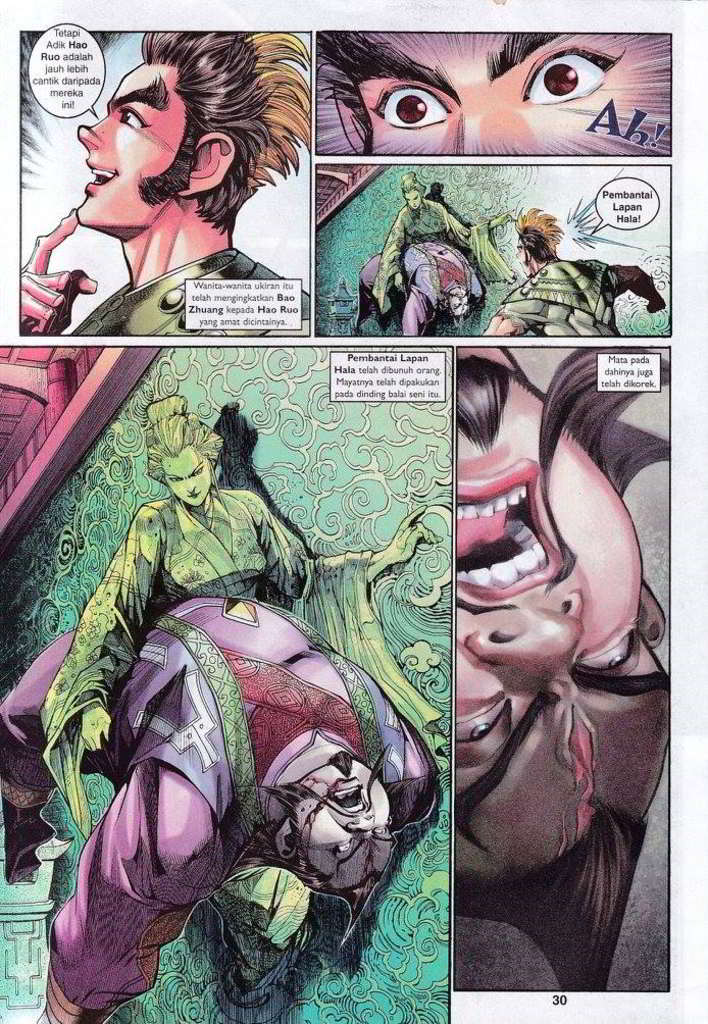 Tetapi
Adik Hao
Ruo adalah
jauh lebih
cantik daripada
mereka
ini!
Wanita-wanita ukiran itu
telah mengingkatkan Bao
Zhuang kepada Hao Ruo
yang amat dicintainya.
Ah!
Pembantai
Lapan
Hala!
Pembantai Lapan
Hala telah dibunuh orang.
Mayatnya telah dipakukan
pada dinding balai seni itu.
Mata pada
dahinya juga
telah dikorek.
30